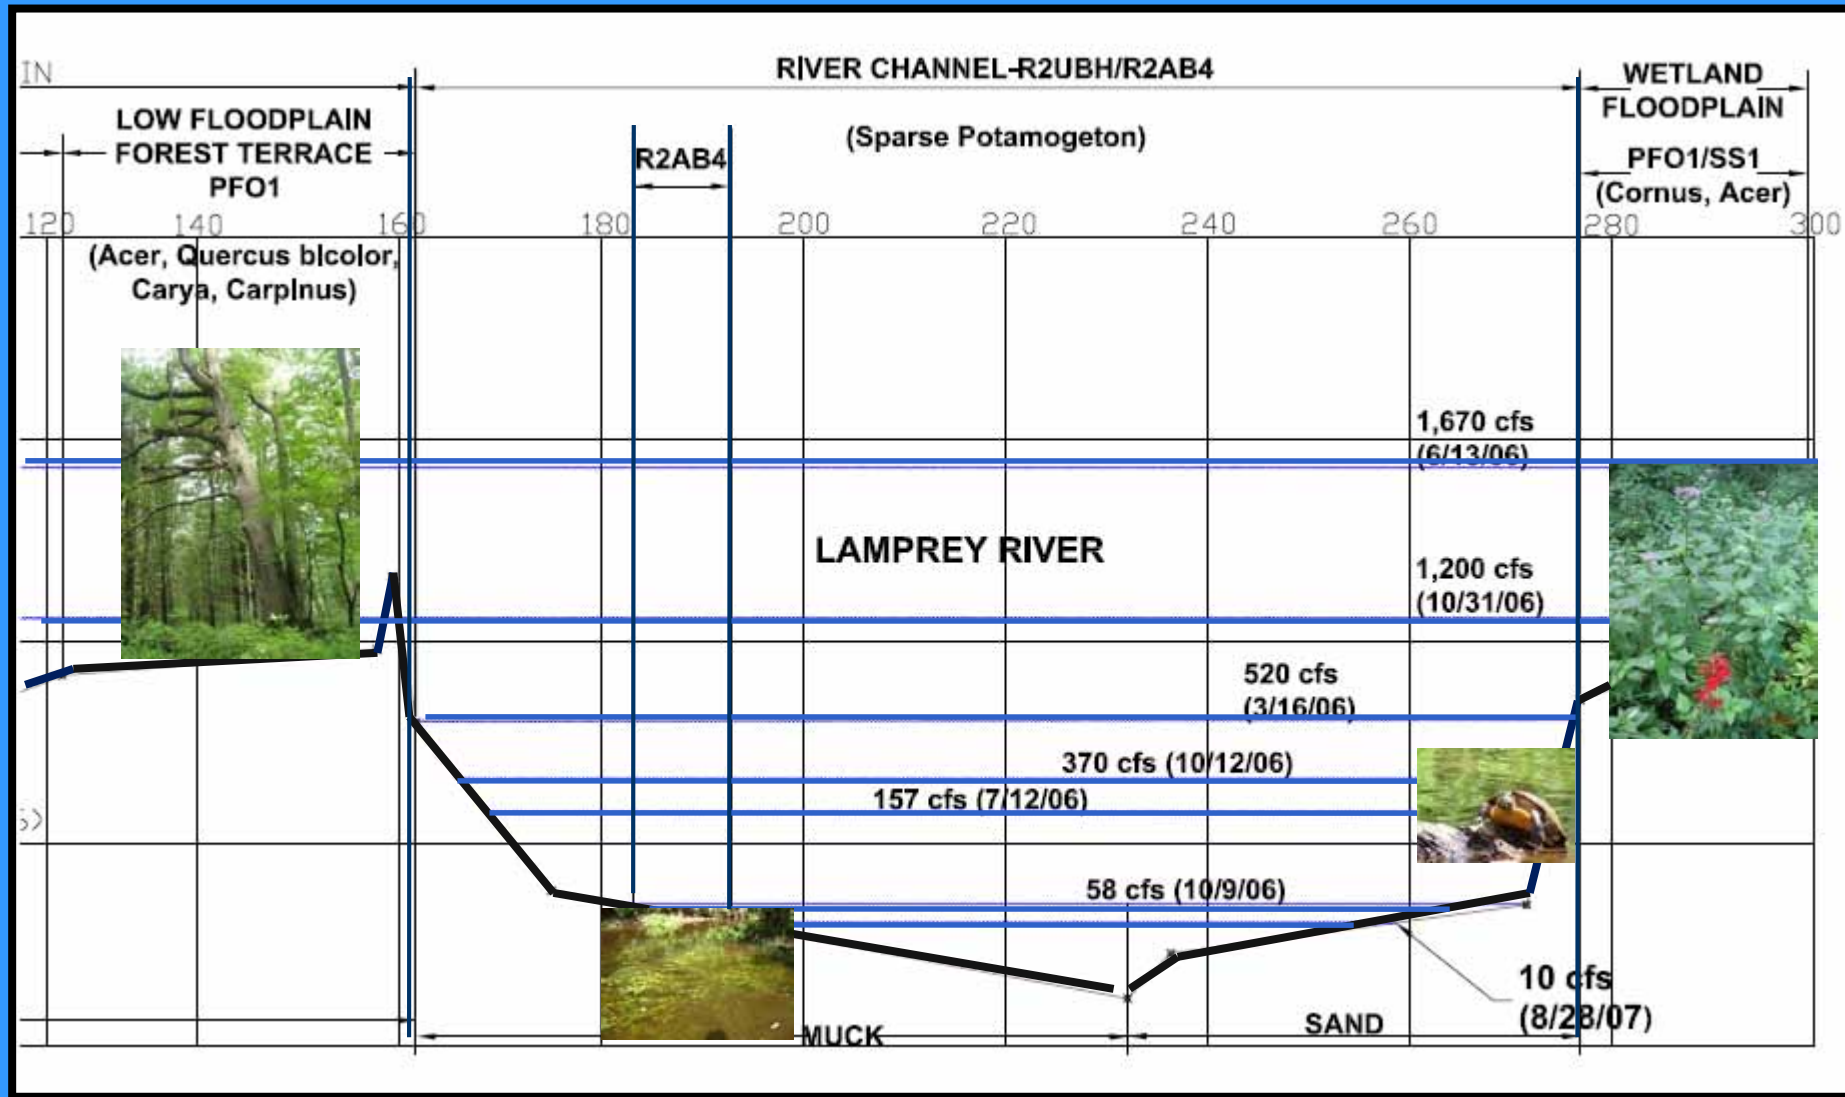 IN
RIVER CHANNEL-R2UBH/R2AB4
WETLAND
FLOODPLAIN
LOW FLOODPLAIN
FOREST TERRACE
PFO1
R2AB4
(Sparse Potamogeton)
PFO1/SS1
(Cornus, Acer)
120 140 160 180 200 220 240 260 280 300
(Acer, Quercus bicolor,
Carya, Carpinus)
1,670 cfs
(6/13/06)
LAMPREY RIVER
1,200 cfs
(10/31/06)
520 cfs
(3/16/06)
370 cfs (10/12/06)
157 cfs (7/12/06)
58 cfs (10/9/06)
10 cfs
(8/28/07)
MUCK
SAND